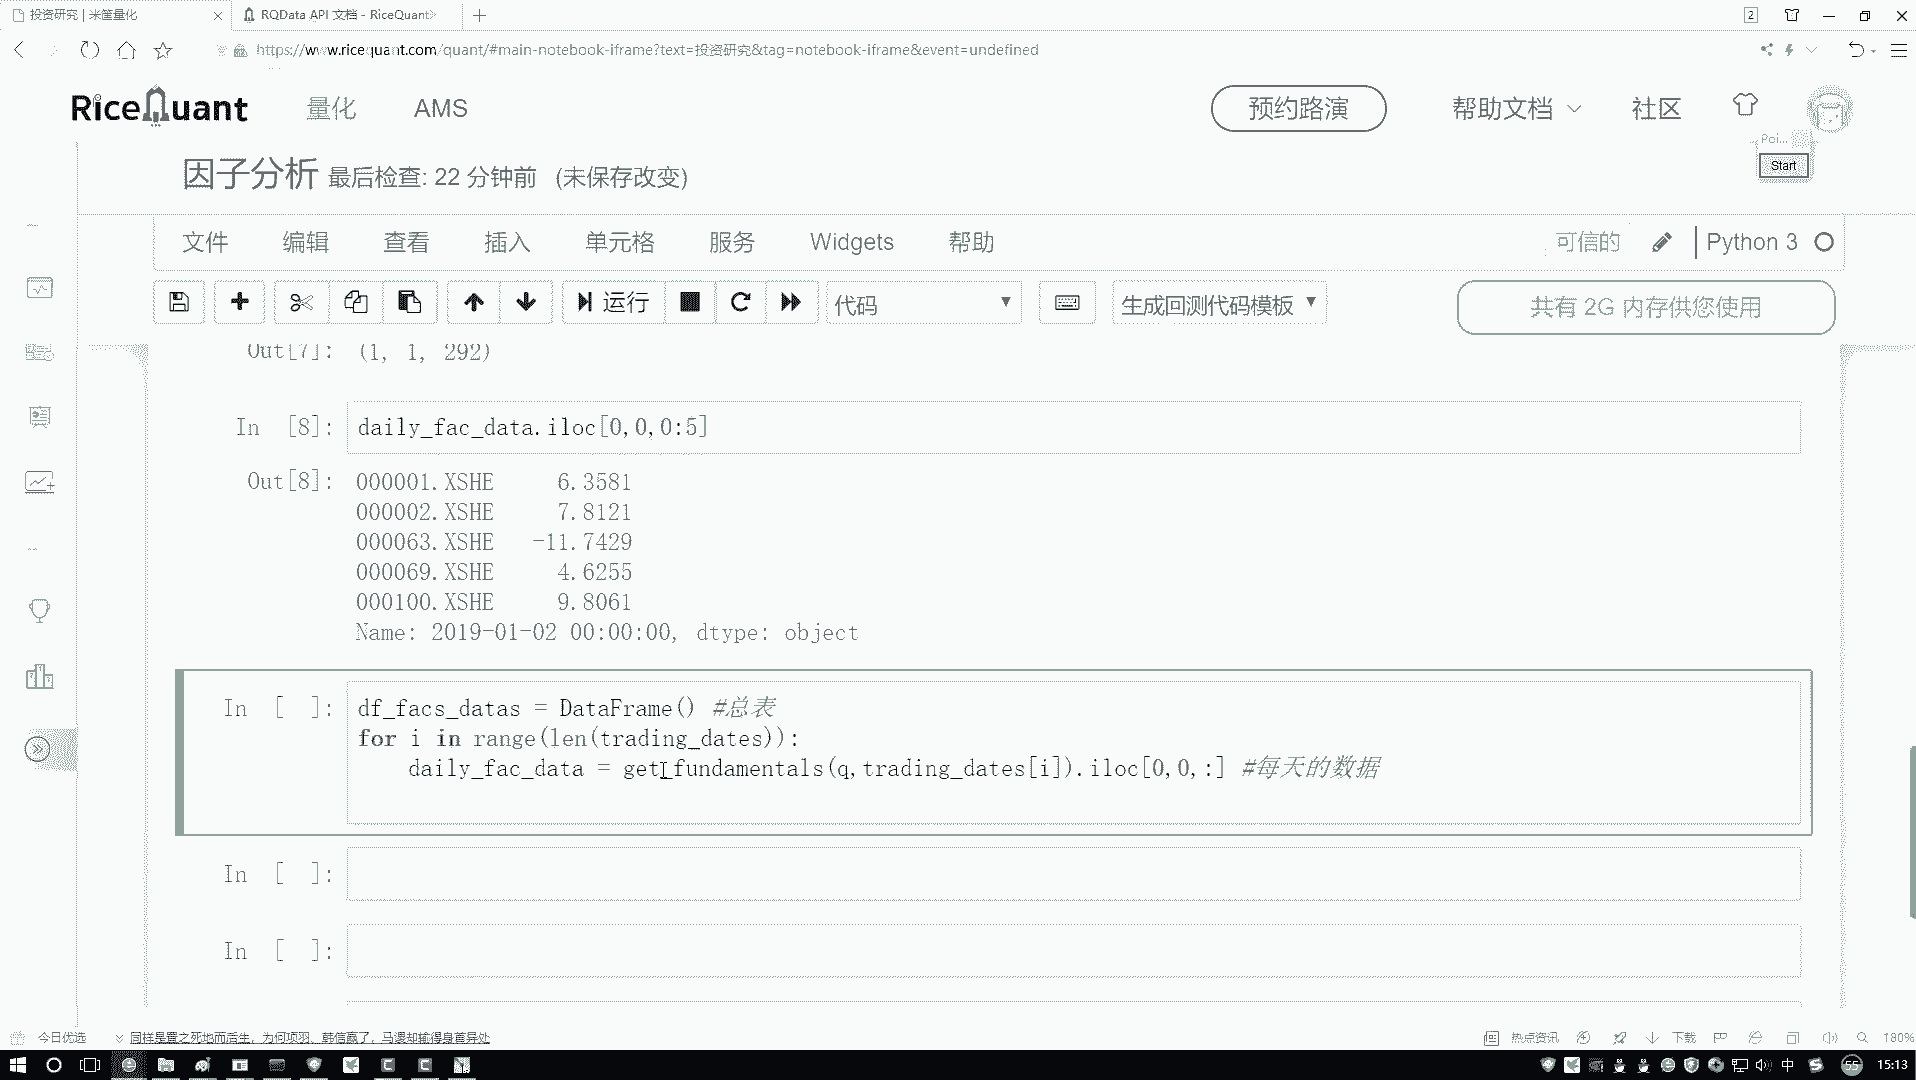 投资研究 | 米筐量化
RQData API 文档 - RiceQuant
2
https://www.ricequant.com/quant/#main-notebook-iframe?text=投资研究&tag=notebook-iframe&event=undefined
RiceQuant 量化 AMS 预约路演 帮助文档 社区
Poi...
Start
因子分析 最后检查: 22 分钟前 (未保存改变)
文件 编辑 查看 插入 单元格 服务 Widgets 帮助 可信的 Python 3
运行 代码 生成回测代码模板 共有 2G 内存供您使用
Out[7]: (1, 1, 292)
In [8]: daily_fac_data.iloc[0,0,0:5]
Out[8]: 000001.XSHE 6.3581
000002.XSHE 7.8121
000063.XSHE -11.7429
000069.XSHE 4.6255
000100.XSHE 9.8061
Name: 2019-01-02 00:00:00, dtype: object
In [ ]: df_facs_datas = DataFrame() #总表
for i in range(len(trading_dates)):
daily_fac_data = get_fundamentals(q,trading_dates[i]).iloc[0,0,:] #每天的数据
In [ ]:
In [ ]:
今日优选 同样是置之死地而后生，为何项羽、韩信赢了，马谡却输得身首异处 热点资讯 下载 180%
中 55 15:13